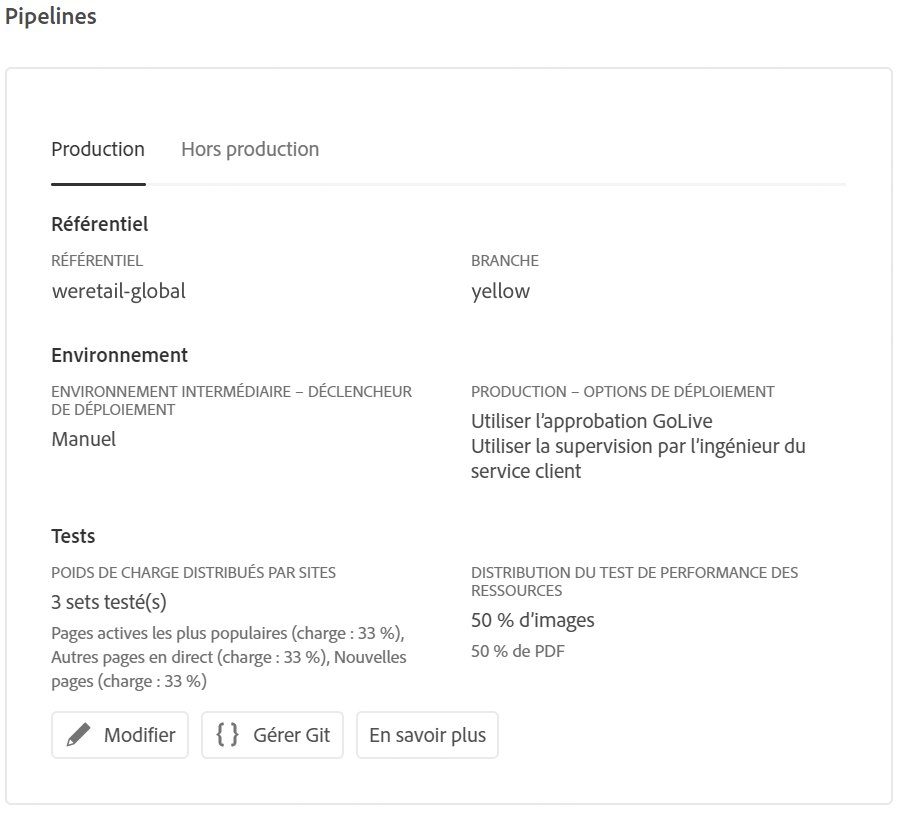 Pipelines
Production
Hors production
Référentiel
RÉFÉRENTIEL
weretail-global
BRANCHE
yellow
Environnement
ENVIRONNEMENT INTERMÉDIAIRE – DÉCLENCHEUR
DE DÉPLOIEMENT
Manuel
PRODUCTION – OPTIONS DE DÉPLOIEMENT
Utiliser l’approbation GoLive
Utiliser la supervision par l’ingénieur du
service client
Tests
POIDS DE CHARGE DISTRIBUÉS PAR SITES
3 sets testé(s)
Pages actives les plus populaires (charge : 33 %),
Autres pages en direct (charge : 33 %), Nouvelles
pages (charge : 33 %)
DISTRIBUTION DU TEST DE PERFORMANCE DES
RESSOURCES
50 % d’images
50 % de PDF
Modifier
{ } Gérer Git
En savoir plus